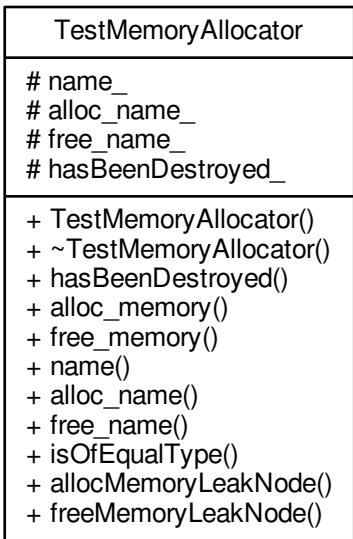 TestMemoryAllocator
# name_
# alloc_name_
# free_name_
# hasBeenDestroyed_
+ TestMemoryAllocator()
+ ~TestMemoryAllocator()
+ hasBeenDestroyed()
+ alloc_memory()
+ free_memory()
+ name()
+ alloc_name()
+ free_name()
+ isOfEqualType()
+ allocMemoryLeakNode()
+ freeMemoryLeakNode()